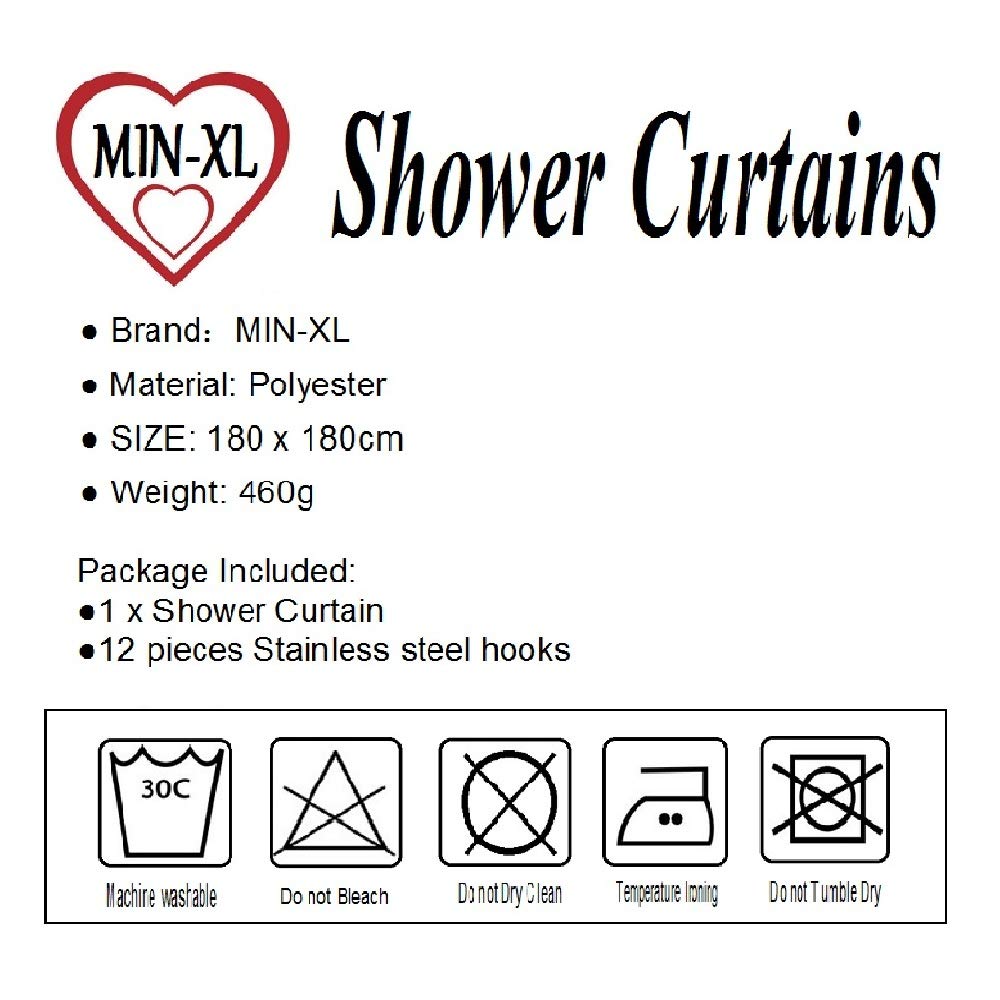 MIN-XL
Shower Curtains
● Brand：MIN-XL
● Material: Polyester
● SIZE: 180 x 180cm
● Weight: 460g
Package Included:
●1 x Shower Curtain
●12 pieces Stainless steel hooks
30C
Machine washable
Do not Bleach
Do not Dry Clean
Temperature Ironing
Do not Tumble Dry